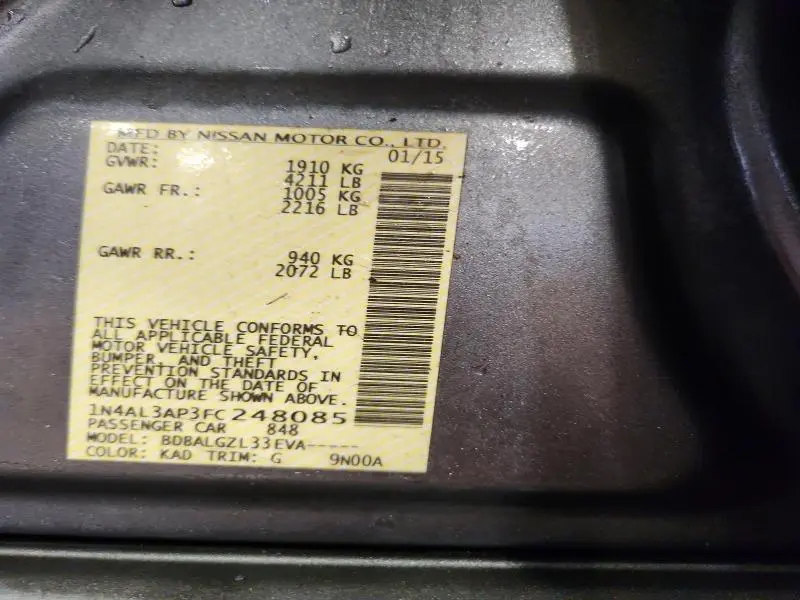 MFD BY NISSAN MOTOR CO., LTD.
DATE: 01/15
GVWR: 1910 KG
4211 LB
GAWR FR.: 1005 KG
2216 LB
GAWR RR.: 940 KG
2072 LB
THIS VEHICLE CONFORMS TO
ALL APPLICABLE FEDERAL
MOTOR VEHICLE SAFETY,
BUMPER, AND THEFT
PREVENTION STANDARDS IN
EFFECT ON THE DATE OF
MANUFACTURE SHOWN ABOVE.
1N4AL3AP3FC248085
PASSENGER CAR 848
MODEL: BDBALGZL33EVA-----
COLOR: KAD TRIM: G 9N00A